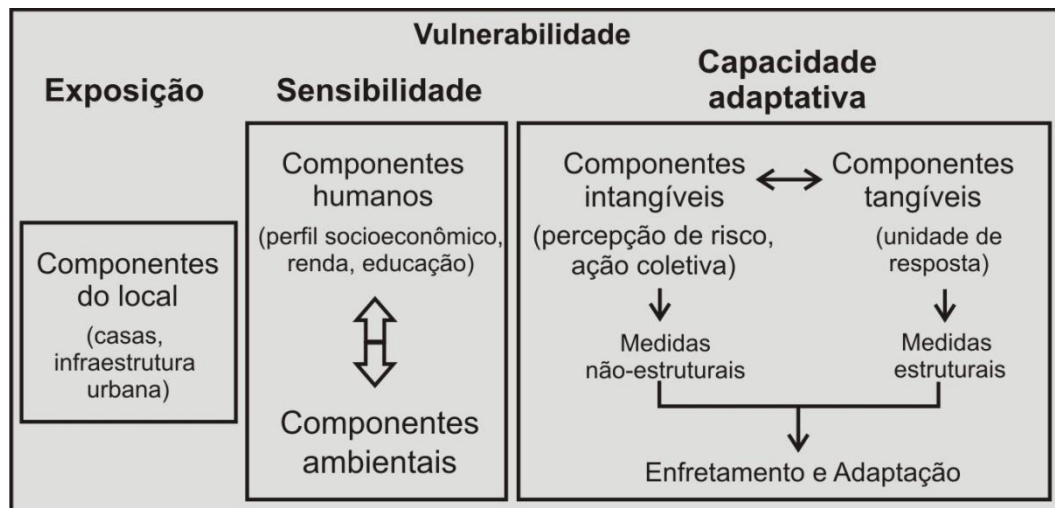 Vulnerabilidade
Exposição
Componentes
do local
(casas,
infraestrutura
urbana)
Sensibilidade
Componentes
humanos
(perfil socioeconômico,
renda, educação)
Componentes
ambientais
Capacidade
adaptativa
Componentes
intangíveis
(percepção de risco,
ação coletiva)
Medidas
não-estruturais
Componentes
tangíveis
(unidade de
resposta)
Medidas
estruturais
Enfretamento e Adaptação